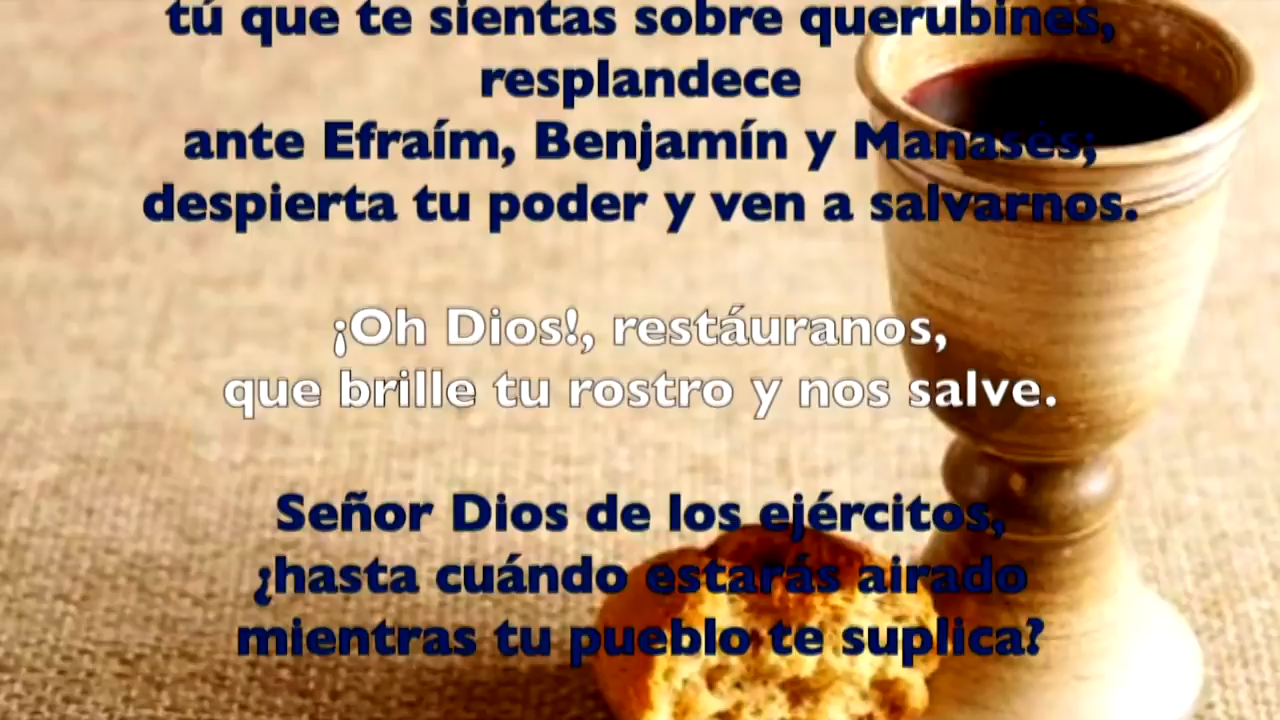 tú que te sientas sobre querubines,
resplandece
ante Efraím, Benjamín y Manasés;
despierta tu poder y ven a salvarnos.
¡Oh Dios!, restáuranos,
que brille tu rostro y nos salve.
Señor Dios de los ejércitos,
¿hasta cuándo estarás airado
mientras tu pueblo te suplica?